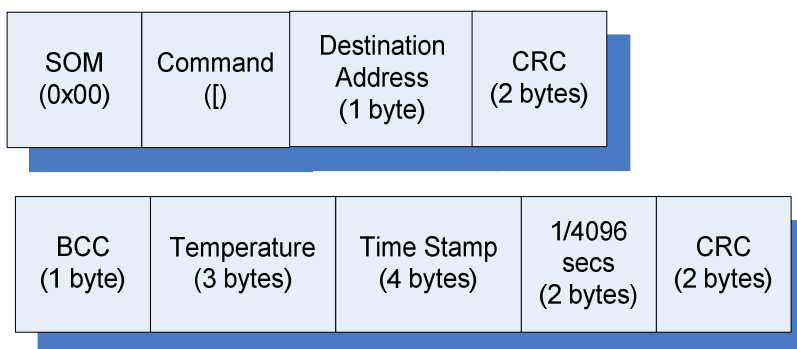 SOM
(0x00)
Command
([)
Destination
Address
(1 byte)
CRC
(2 bytes)
BCC
(1 byte)
Temperature
(3 bytes)
Time Stamp
(4 bytes)
1/4096
secs
(2 bytes)
CRC
(2 bytes)